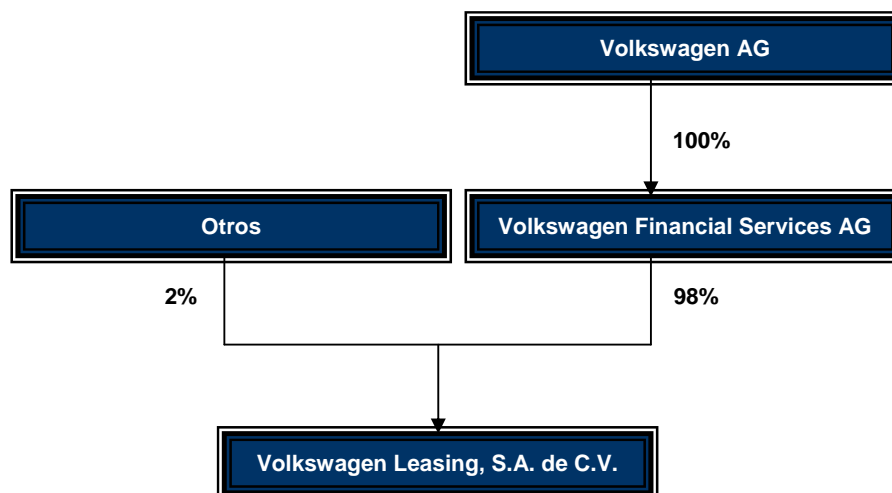 Volkswagen AG
100%
Otros
Volkswagen Financial Services AG
2%
98%
Volkswagen Leasing, S.A. de C.V.